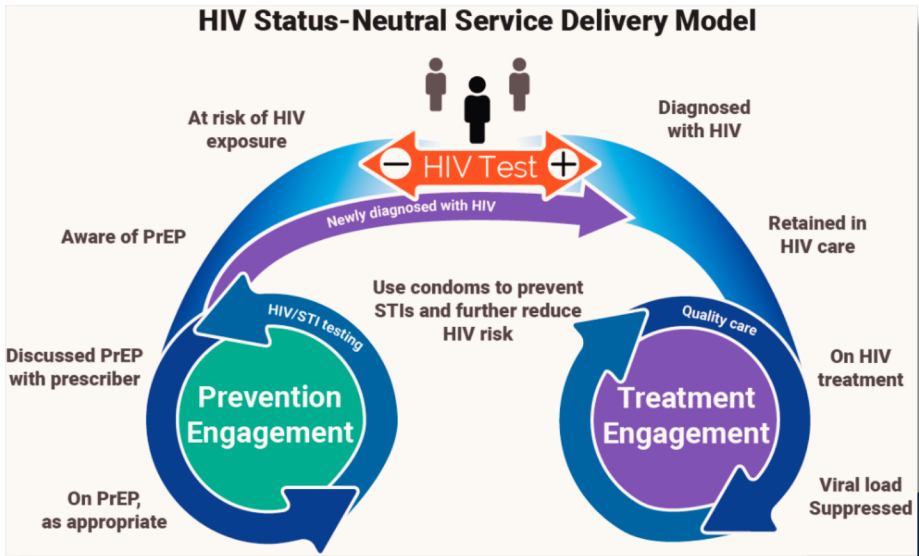 HIV Status-Neutral Service Delivery Model
At risk of HIV
exposure
Diagnosed
with HIV
HIV Test
Newly diagnosed with HIV
Aware of PrEP
Retained in
HIV care
Use condoms to prevent
STIs and further reduce
HIV risk
HIV/STI testing
Quality care
Discussed PrEP
with prescriber
On HIV
treatment
Prevention
Engagement
Treatment
Engagement
On PrEP,
as appropriate
Viral load
Suppressed